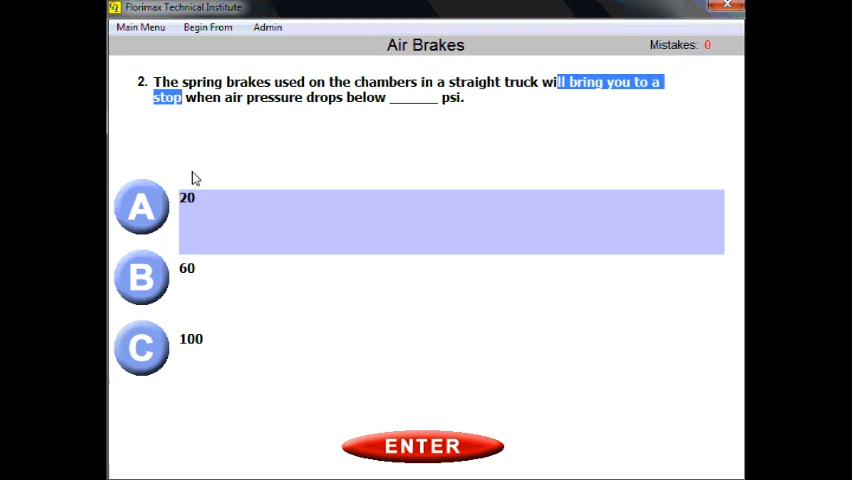 Florimax Technical Institute
Main Menu Begin From Admin
Air Brakes Mistakes: 0
2. The spring brakes used on the chambers in a straight truck will bring you to a
stop when air pressure drops below ______ psi.
A 20
B 60
C 100
ENTER